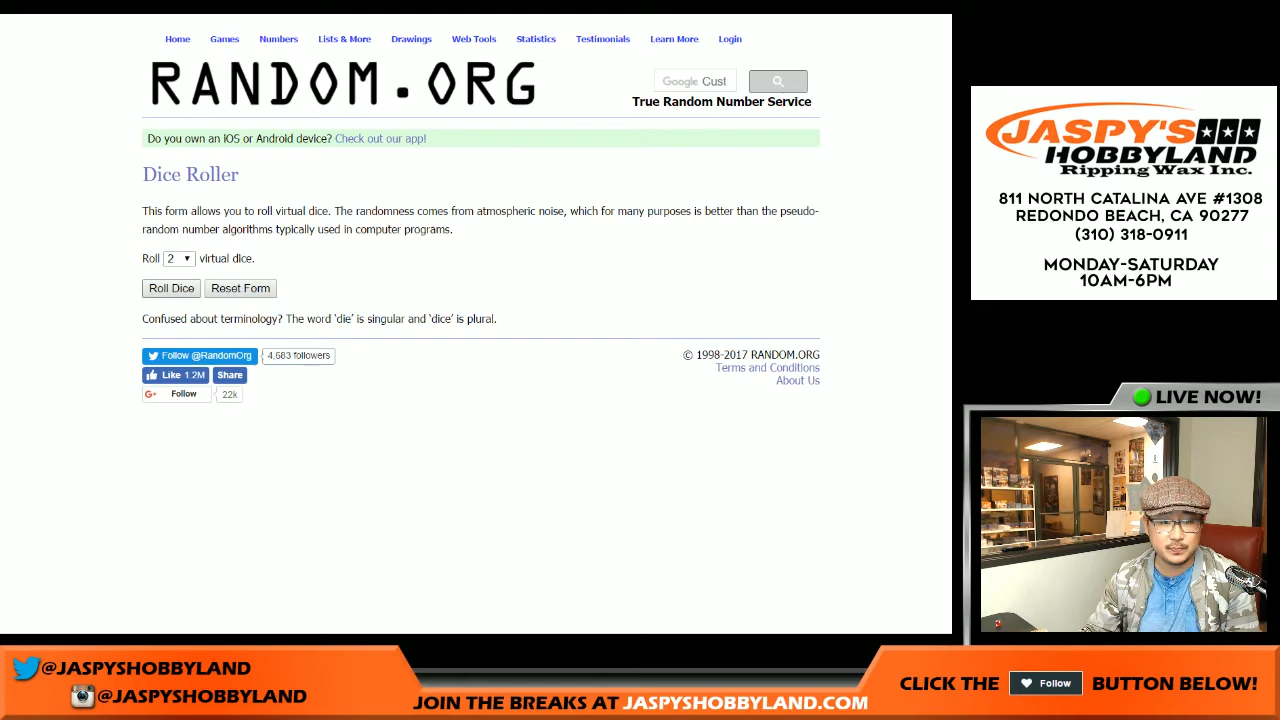 Home Games Numbers Lists & More Drawings Web Tools Statistics Testimonials Learn More Login
RANDOM.ORG
Google Cust
True Random Number Service
Do you own an iOS or Android device? Check out our app!
Dice Roller
This form allows you to roll virtual dice. The randomness comes from atmospheric noise, which for many purposes is better than the pseudo-
random number algorithms typically used in computer programs.
Roll 2 virtual dice.
Roll Dice Reset Form
Confused about terminology? The word ‘die’ is singular and ‘dice’ is plural.
Follow @RandomOrg 4,683 followers
Like 1.2M Share
G+ Follow 22k
© 1998-2017 RANDOM.ORG
Terms and Conditions
About Us
JASPY'S
HOBBYLAND
Ripping Wax Inc.
811 NORTH CATALINA AVE #1308
REDONDO BEACH, CA 90277
(310) 318-0911
MONDAY-SATURDAY
10AM-6PM
LIVE NOW!
@JASPYSHOBBYLAND
@JASPYSHOBBYLAND
JOIN THE BREAKS AT JASPYSHOBBYLAND.COM
CLICK THE Follow BUTTON BELOW!